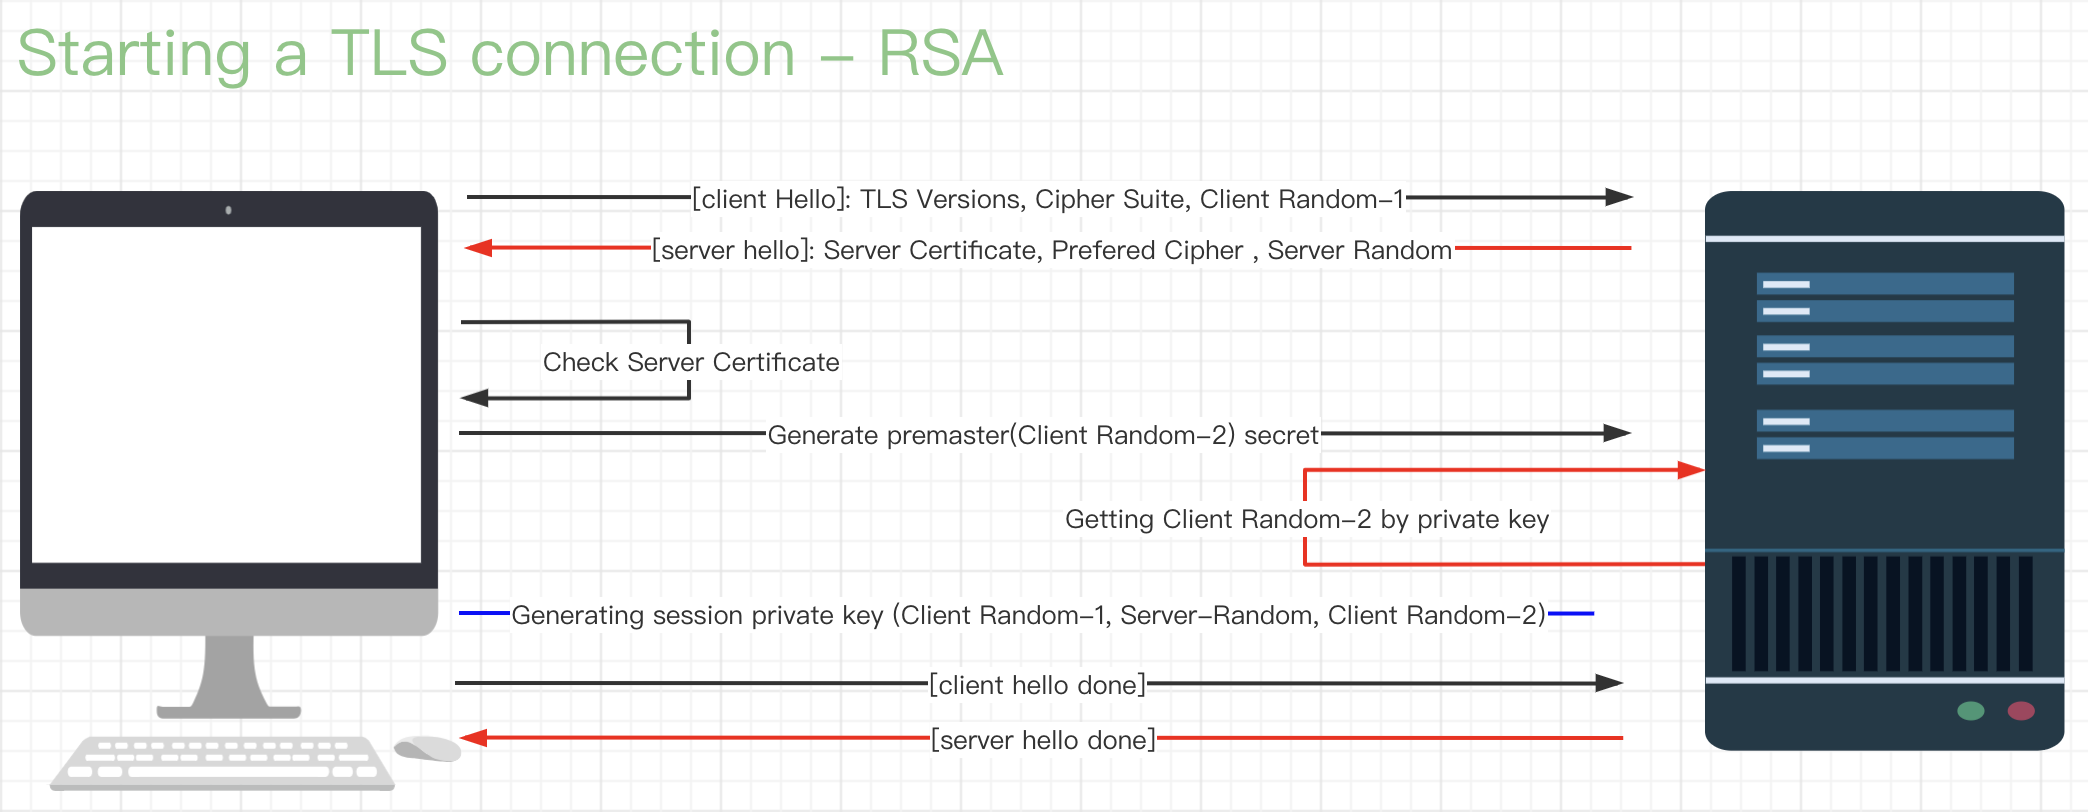 Starting a TLS connection – RSA
[client Hello]: TLS Versions, Cipher Suite, Client Random–1
[server hello]: Server Certificate, Prefered Cipher , Server Random
Check Server Certificate
Generate premaster(Client Random–2) secret
Getting Client Random–2 by private key
Generating session private key (Client Random–1, Server–Random, Client Random–2)
[client hello done]
[server hello done]